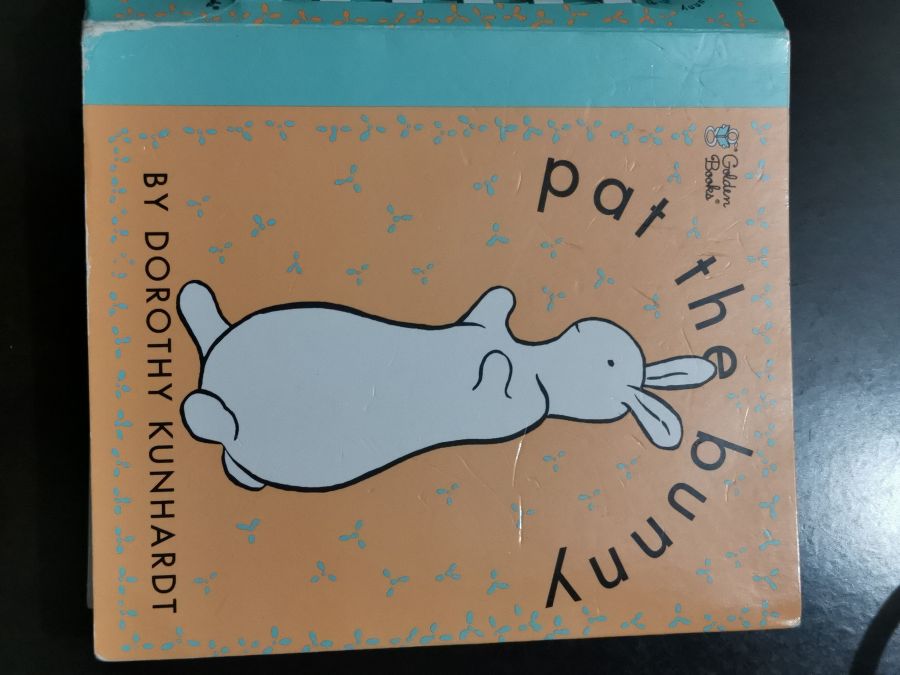 Golden
Books®
pat the bunny
BY DOROTHY KUNHARDT